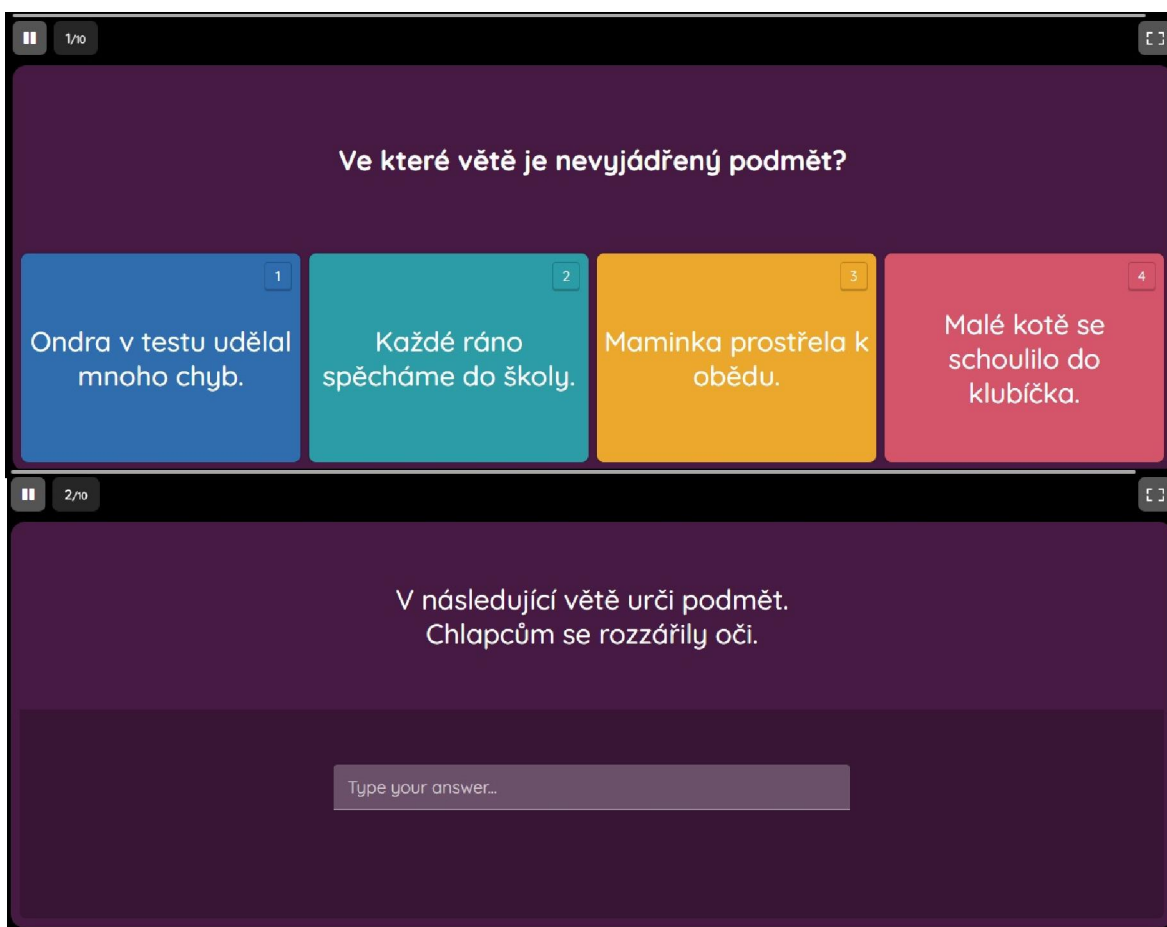 1/10
Ve které větě je nevyjádřený podmět?
1
Ondra v testu udělal
mnoho chyb.
2
Každé ráno
spěcháme do školy.
3
Maminka prostřela k
obědu.
4
Malé kotě se
schoulilo do
klubíčka.
2/10
V následující větě urči podmět.
Chlapcům se rozzářily oči.
Type your answer...